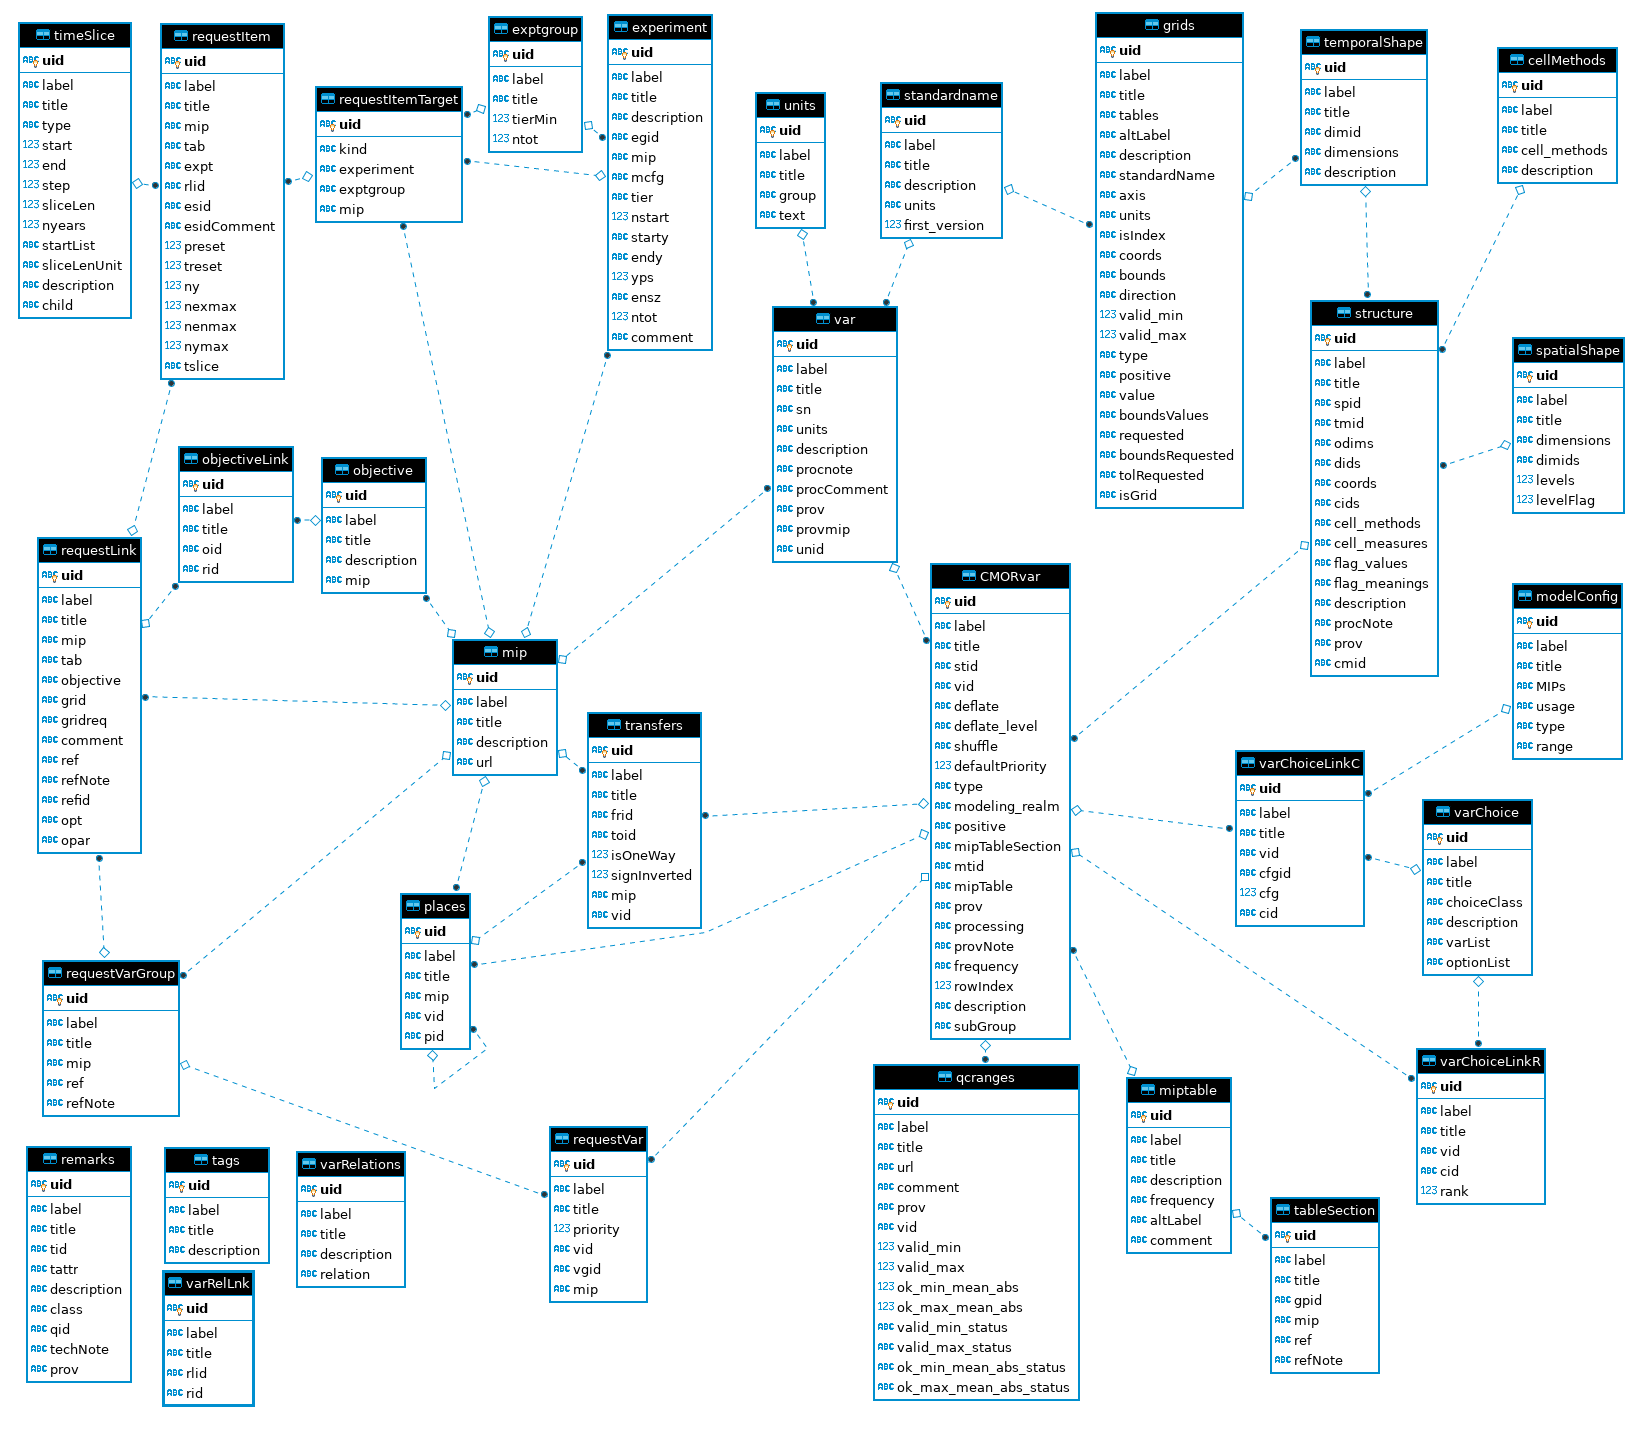 timeSlice
uid
label
title
type
start
end
step
sliceLen
nyears
startList
sliceLenUnit
description
child
requestItem
uid
label
title
mip
tab
expt
rlid
esid
esidComment
preset
treset
ny
nexmax
nenmax
nymax
tslice
requestItemTarget
uid
kind
experiment
exptgroup
mip
exptgroup
uid
label
title
tierMin
ntot
experiment
uid
label
title
description
egid
mip
mcfg
tier
nstart
starty
endy
yps
ensz
ntot
comment
units
uid
label
title
group
text
standardname
uid
label
title
description
units
first_version
grids
uid
label
title
tables
altLabel
description
standardName
axis
units
isIndex
coords
bounds
direction
valid_min
valid_max
type
positive
value
boundsValues
requested
boundsRequested
tolRequested
isGrid
temporalShape
uid
label
title
dimid
dimensions
description
cellMethods
uid
label
title
cell_methods
description
var
uid
label
title
sn
units
description
procnote
procComment
prov
provmip
unid
structure
uid
label
title
spid
tmid
odims
dids
coords
cids
cell_methods
cell_measures
flag_values
flag_meanings
description
procNote
prov
cmid
spatialShape
uid
label
title
dimensions
dimids
levels
levelFlag
objectiveLink
uid
label
title
oid
rid
objective
uid
label
title
description
mip
requestLink
uid
label
title
mip
tab
objective
grid
gridreq
comment
ref
refNote
refid
opt
opar
mip
uid
label
title
description
url
transfers
uid
label
title
frid
toid
isOneWay
signInverted
mip
vid
CMORvar
uid
label
title
stid
vid
deflate
deflate_level
shuffle
defaultPriority
type
modeling_realm
positive
mipTableSection
mtid
mipTable
prov
processing
provNote
frequency
rowIndex
description
subGroup
modelConfig
uid
label
title
MIPs
usage
type
range
varChoiceLinkC
uid
label
title
vid
cfgid
cfg
cid
varChoice
uid
label
title
choiceClass
description
varList
optionList
places
uid
label
title
mip
vid
pid
requestVarGroup
uid
label
title
mip
ref
refNote
varChoiceLinkR
uid
label
title
vid
cid
rank
qcranges
uid
label
title
url
comment
prov
vid
valid_min
valid_max
ok_min_mean_abs
ok_max_mean_abs
valid_min_status
valid_max_status
ok_min_mean_abs_status
ok_max_mean_abs_status
miptable
uid
label
title
description
frequency
altLabel
comment
tableSection
uid
label
title
gpid
mip
ref
refNote
requestVar
uid
label
title
priority
vid
vgid
mip
remarks
uid
label
title
tid
tattr
description
class
qid
techNote
prov
tags
uid
label
title
description
varRelations
uid
label
title
description
relation
varRelLnk
uid
label
title
rlid
rid